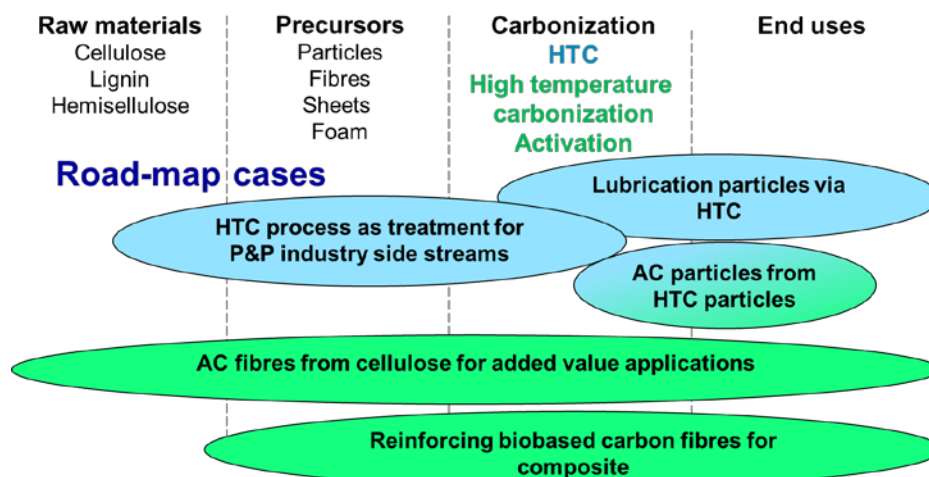 Raw materials
Cellulose
Lignin
Hemisellulose
Precursors
Particles
Fibres
Sheets
Foam
Carbonization
HTC
High temperature
carbonization
Activation
End uses
Road-map cases
Lubrication particles via
HTC
HTC process as treatment for
P&P industry side streams
AC particles from
HTC particles
AC fibres from cellulose for added value applications
Reinforcing biobased carbon fibres for
composite